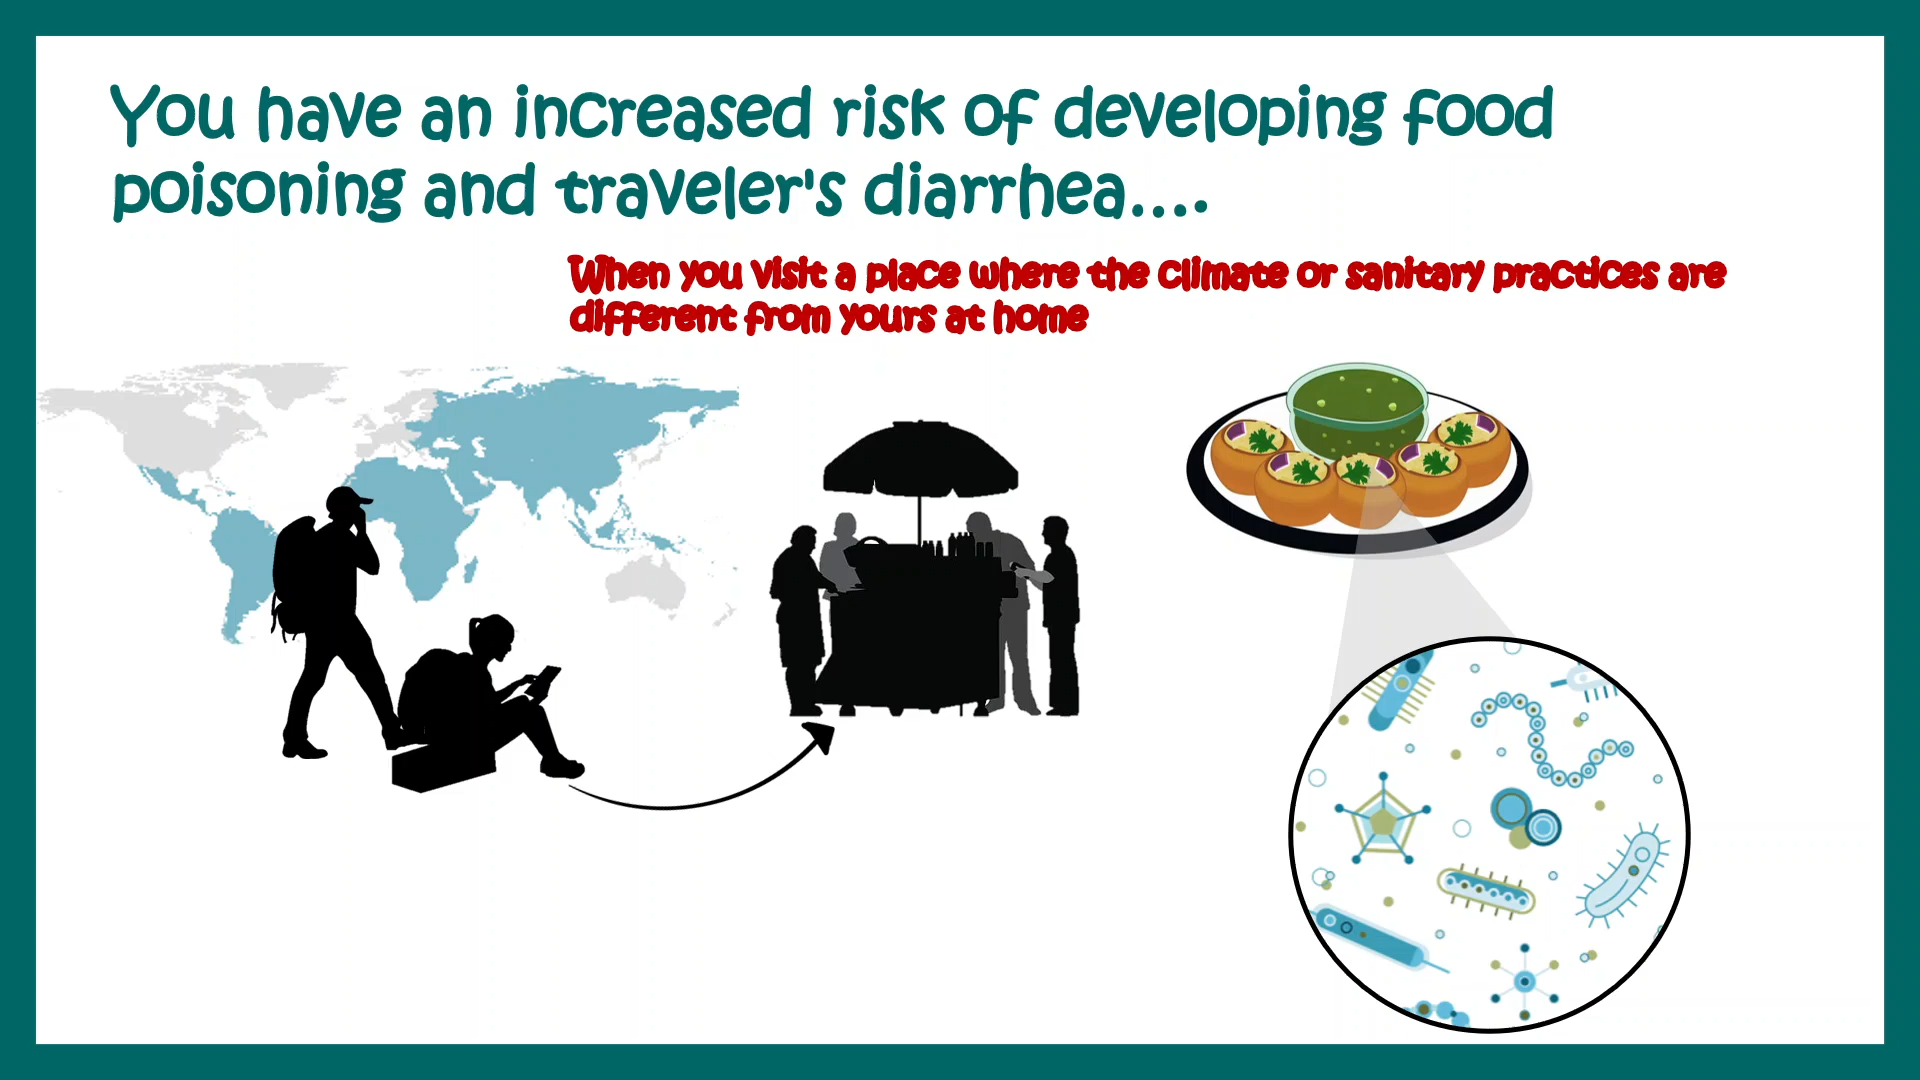 You have an increased risk of developing food
poisoning and traveler's diarrhea....
When you visit a place where the climate or sanitary practices are
different from yours at home